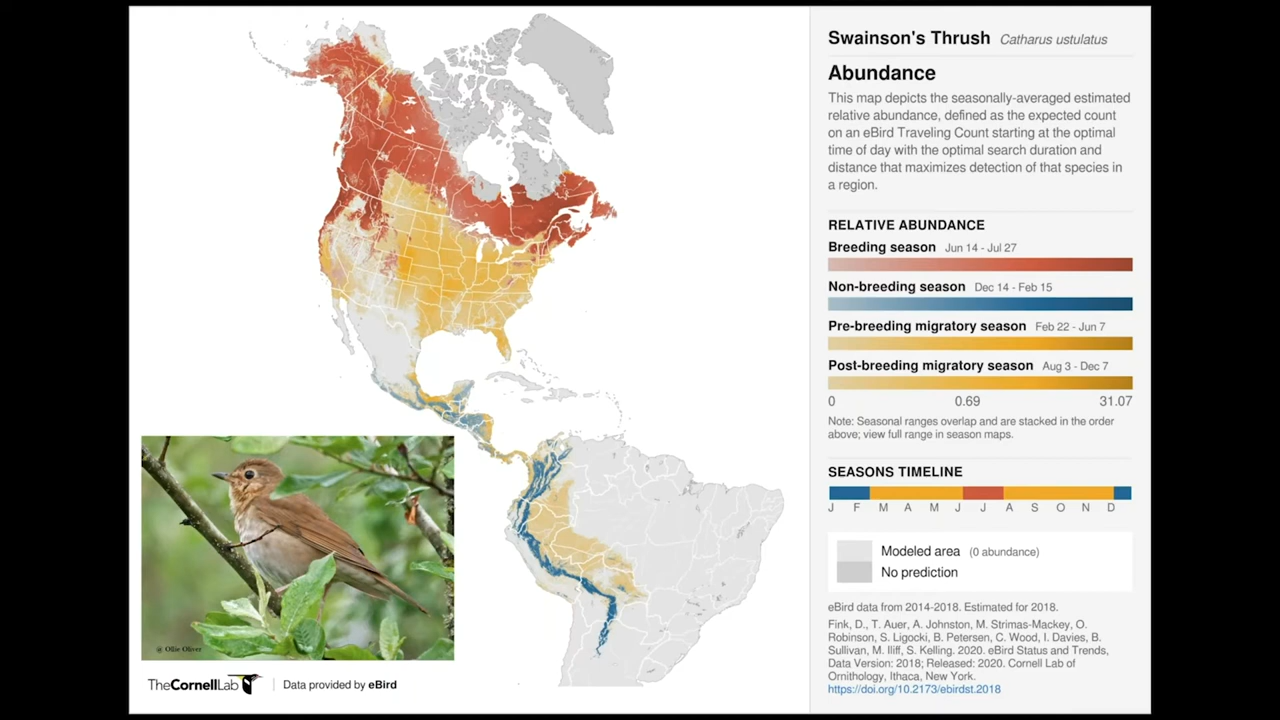 Swainson's Thrush Catharus ustulatus
Abundance
This map depicts the seasonally-averaged estimated
relative abundance, defined as the expected count
on an eBird Traveling Count starting at the optimal
time of day with the optimal search duration and
distance that maximizes detection of that species in
a region.
RELATIVE ABUNDANCE
Breeding season Jun 14 - Jul 27
Non-breeding season Dec 14 - Feb 15
Pre-breeding migratory season Feb 22 - Jun 7
Post-breeding migratory season Aug 3 - Dec 7
0 0.69 31.07
Note: Seasonal ranges overlap and are stacked in the order
above; view full range in season maps.
SEASONS TIMELINE
J F M A M J J A S O N D
Modeled area (0 abundance)
No prediction
eBird data from 2014-2018. Estimated for 2018.
Fink, D., T. Auer, A. Johnston, M. Strimas-Mackey, O.
Robinson, S. Ligocki, B. Petersen, C. Wood, I. Davies, B.
Sullivan, M. Iliff, S. Kelling. 2020. eBird Status and Trends,
Data Version: 2018; Released: 2020. Cornell Lab of
Ornithology, Ithaca, New York.
https://doi.org/10.2173/ebirdst.2018
@ Ollie Oliver
TheCornellLab
Data provided by eBird